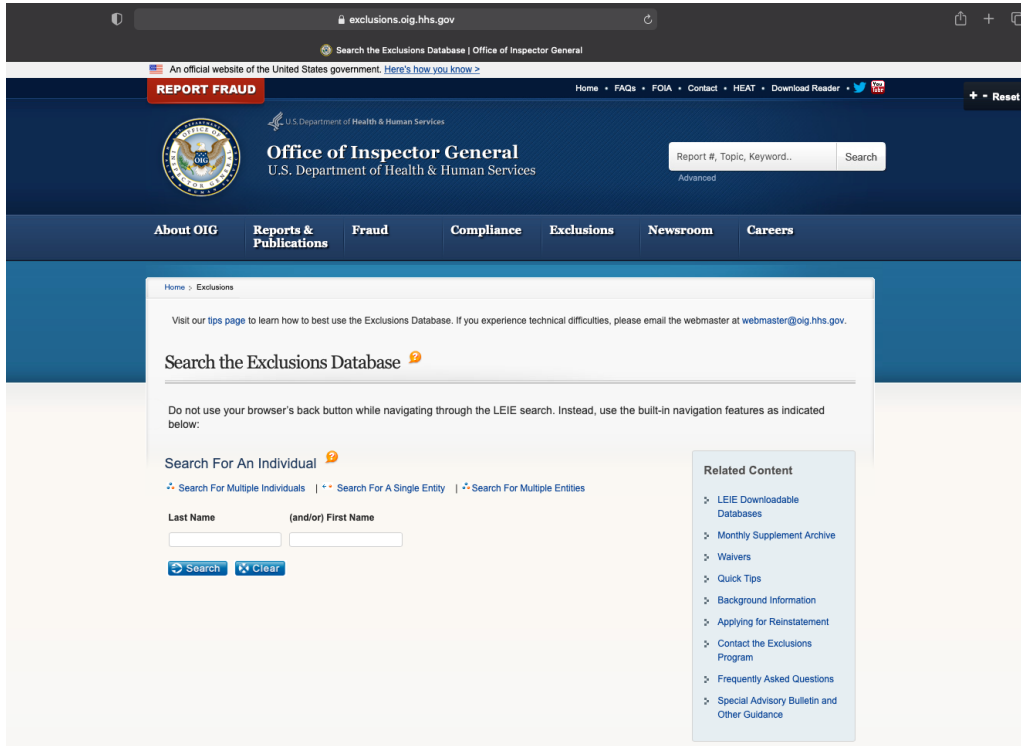 exclusions.oig.hhs.gov
Search the Exclusions Database | Office of Inspector General
An official website of the United States government. Here's how you know >
REPORT FRAUD
Home • FAQs • FOIA • Contact • HEAT • Download Reader •
You Tube
+ - Reset
U.S. Department of Health & Human Services
Office of Inspector General
U.S. Department of Health & Human Services
OFFICE OF INSPECTOR GENERAL
OIG
Report #, Topic, Keyword..
Search
Advanced
About OIG
Reports & Publications
Fraud
Compliance
Exclusions
Newsroom
Careers
Home > Exclusions
Visit our tips page to learn how to best use the Exclusions Database. If you experience technical difficulties, please email the webmaster at webmaster@oig.hhs.gov.
Search the Exclusions Database ?
Do not use your browser's back button while navigating through the LEIE search. Instead, use the built-in navigation features as indicated
below:
Search For An Individual ?
Search For Multiple Individuals | Search For A Single Entity | Search For Multiple Entities
Last Name (and/or) First Name
Search Clear
Related Content
LEIE Downloadable
Databases
Monthly Supplement Archive
Waivers
Quick Tips
Background Information
Applying for Reinstatement
Contact the Exclusions
Program
Frequently Asked Questions
Special Advisory Bulletin and
Other Guidance